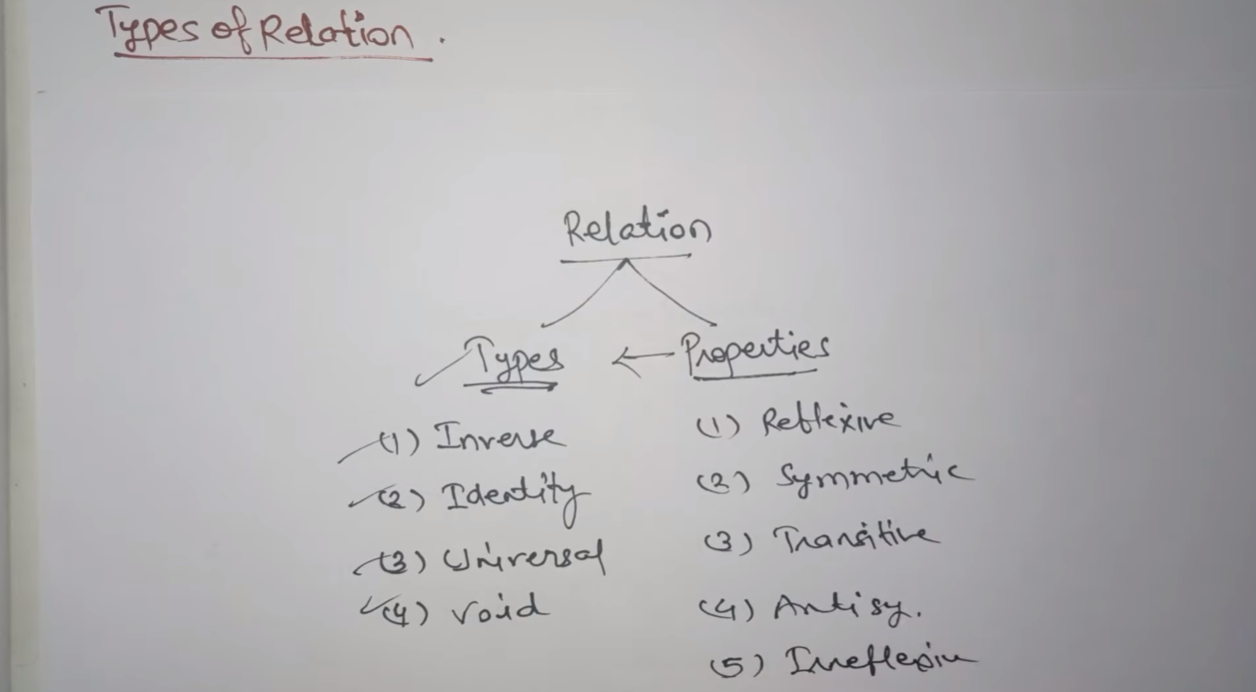 Types of Relation.
Relation
Types ← Properties
(1) Inverse
(2) Identity
(3) Universal
(4) void
(1) Reflexive
(2) Symmetric
(3) Transitive
(4) Antisy.
(5) Irreflexive